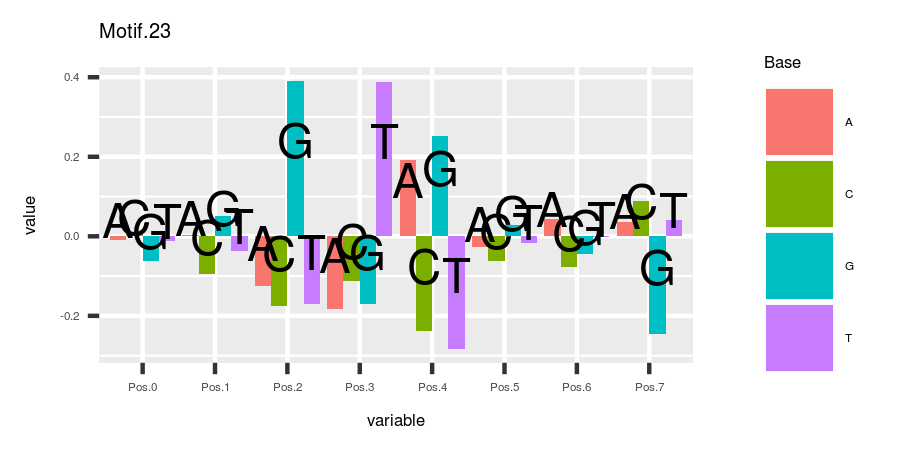 Motif.23
value
0.4
0.2
0.0
-0.2
A C G T A C G T A C G T A C G T A C G T A C G T A C G T A C G T
Pos.0 Pos.1 Pos.2 Pos.3 Pos.4 Pos.5 Pos.6 Pos.7
variable
Base
A
C
G
T